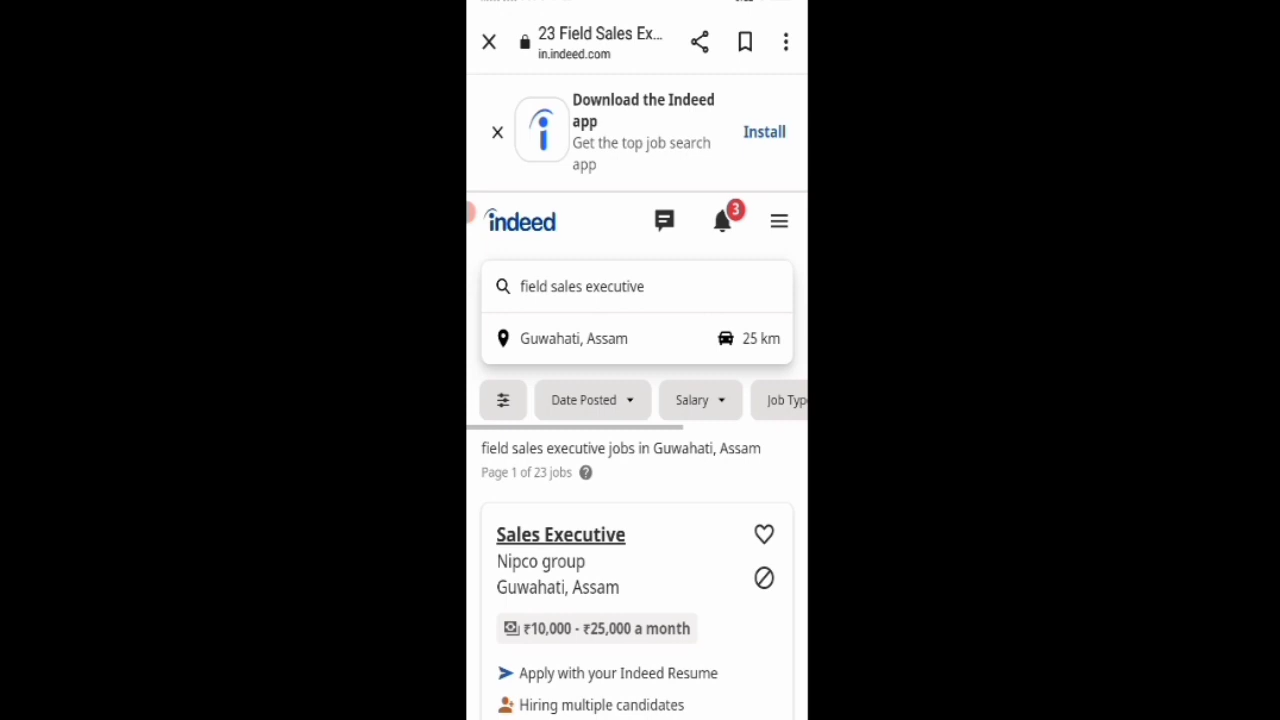 23 Field Sales Ex...
in.indeed.com
Download the Indeed
app
Get the top job search
app
Install
indeed
3
field sales executive
Guwahati, Assam 25 km
Date Posted Salary Job Typ
field sales executive jobs in Guwahati, Assam
Page 1 of 23 jobs
Sales Executive
Nipco group
Guwahati, Assam
₹10,000 - ₹25,000 a month
Apply with your Indeed Resume
Hiring multiple candidates